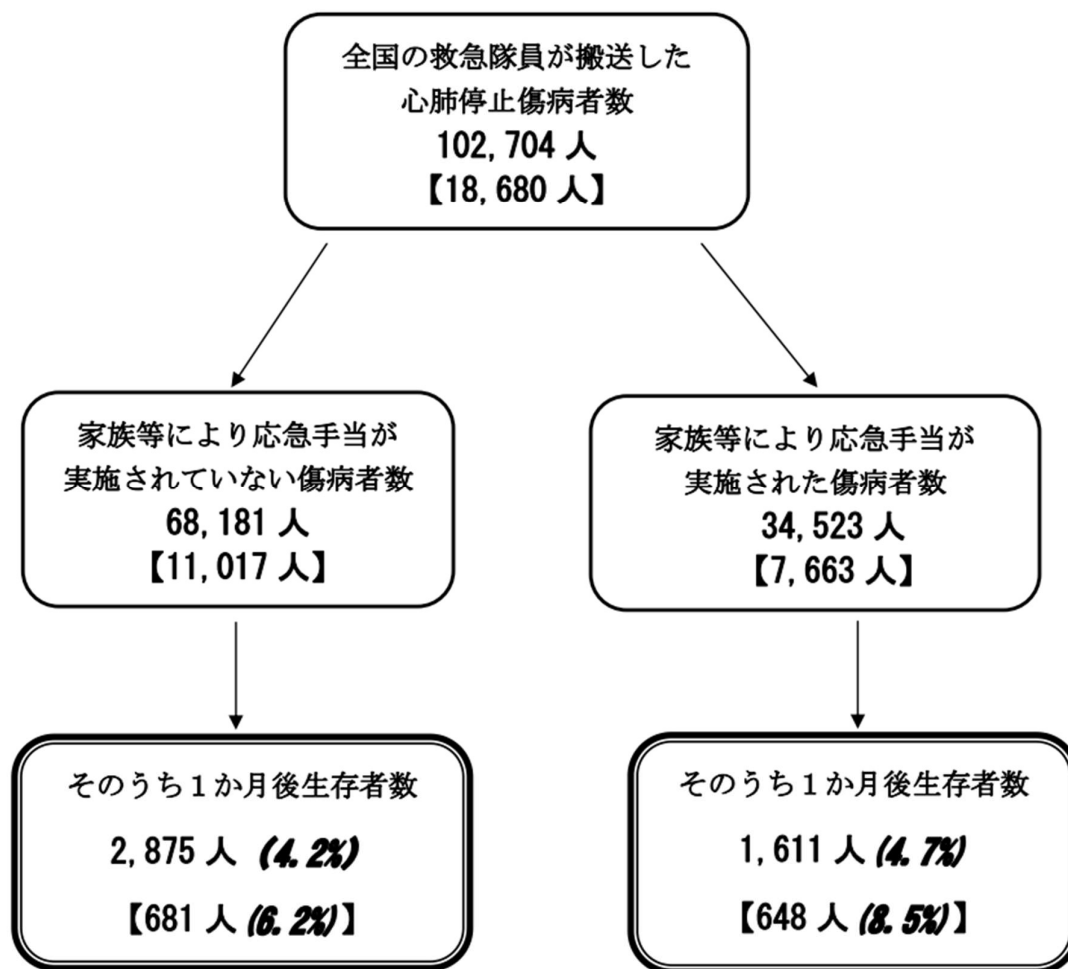 全国の救急隊員が搬送した
心肺停止傷病者数
102,704 人
【18,680 人】
家族等により応急手当が
実施されていない傷病者数
68,181 人
【11,017 人】
家族等により応急手当が
実施された傷病者数
34,523 人
【7,663 人】
そのうち１か月後生存者数
2,875 人 (4.2%)
【681 人 (6.2%)】
そのうち１か月後生存者数
1,611 人 (4.7%)
【648 人 (8.5%)】